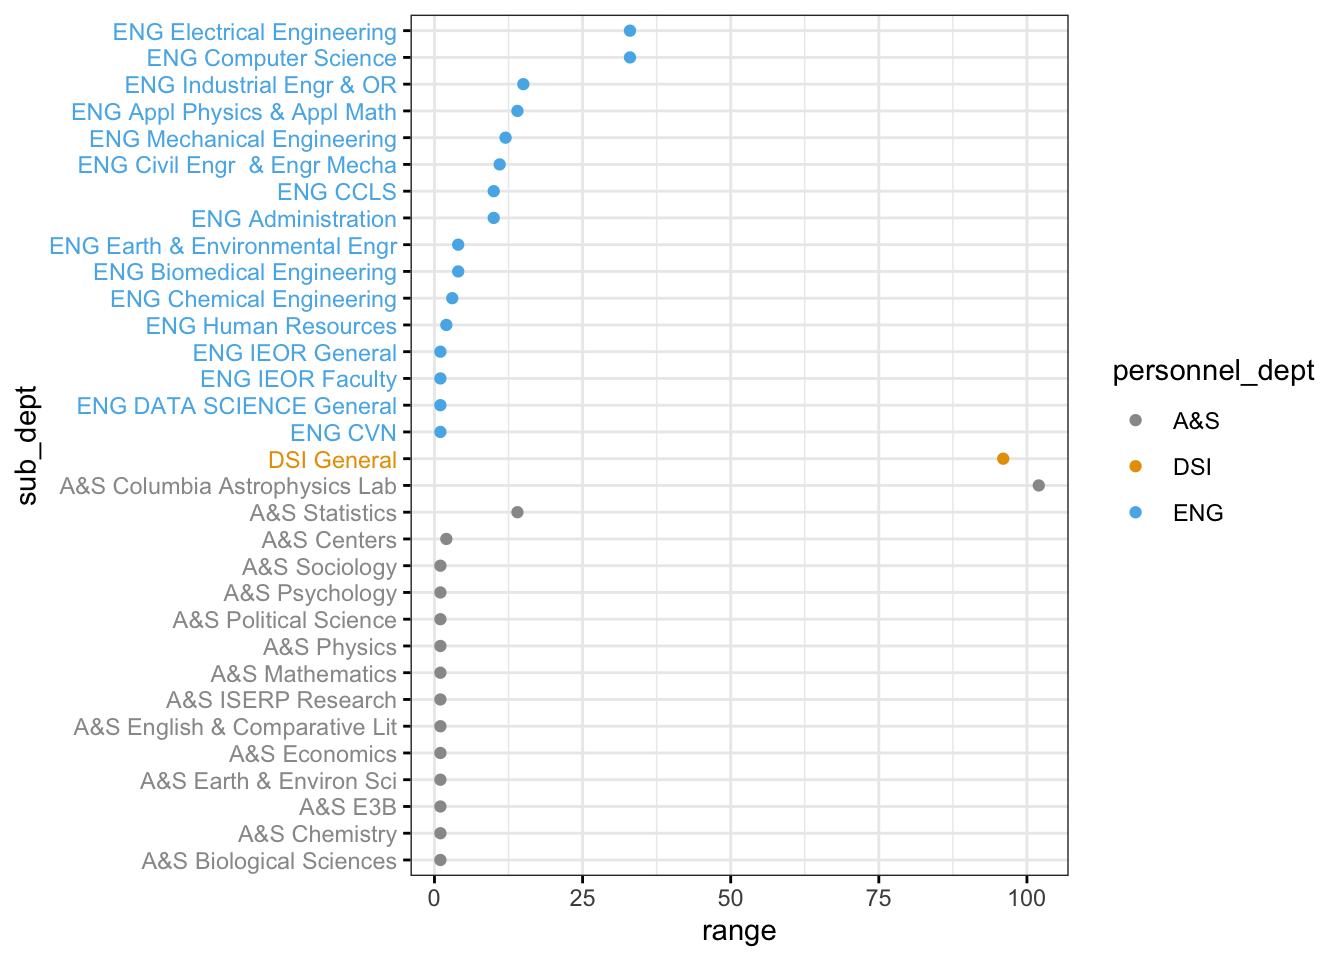 ENG Electrical Engineering
ENG Computer Science
ENG Industrial Engr & OR
ENG Appl Physics & Appl Math
ENG Mechanical Engineering
ENG Civil Engr  & Engr Mecha
ENG CCLS
ENG Administration
ENG Earth & Environmental Engr
ENG Biomedical Engineering
ENG Chemical Engineering
ENG Human Resources
ENG IEOR General
ENG IEOR Faculty
ENG DATA SCIENCE General
ENG CVN
DSI General
A&S Columbia Astrophysics Lab
A&S Statistics
A&S Centers
A&S Sociology
A&S Psychology
A&S Political Science
A&S Physics
A&S Mathematics
A&S ISERP Research
A&S English & Comparative Lit
A&S Economics
A&S Earth & Environ Sci
A&S E3B
A&S Chemistry
A&S Biological Sciences
sub_dept
0 25 50 75 100
range
personnel_dept
A&S
DSI
ENG